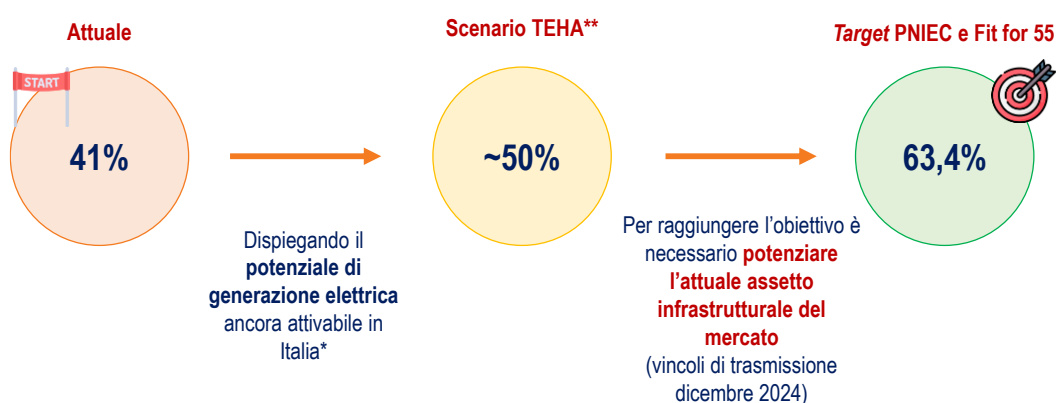 Attuale
START
41%
Scenario TEHA**
~50%
Target PNIEC e Fit for 55
63,4%
Dispiegando il
potenziale di
generazione elettrica
ancora attivabile in
Italia*
Per raggiungere l'obiettivo è
necessario potenziare
l'attuale assetto
infrastrutturale del
mercato
(vincoli di trasmissione
dicembre 2024)